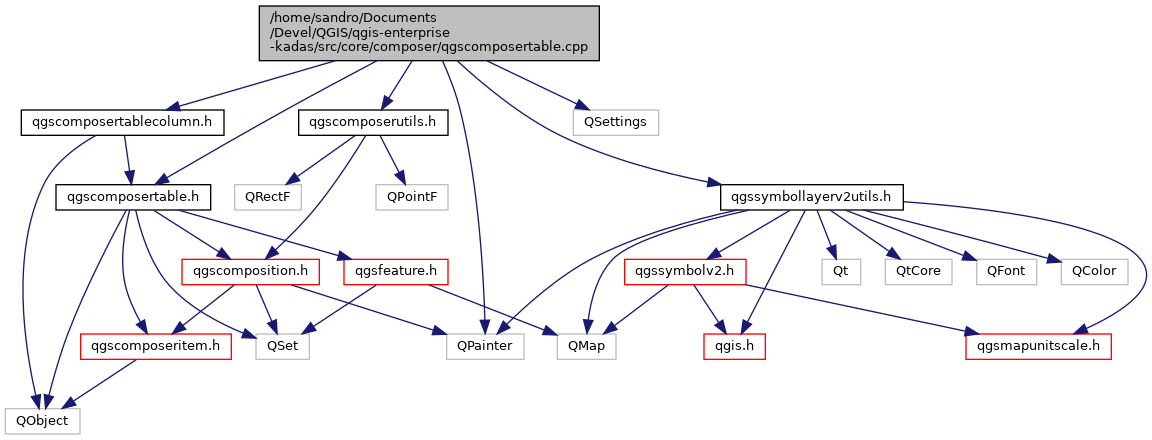 /home/sandro/Documents
/Devel/QGIS/qgis-enterprise
-kadas/src/core/composer/qgscomposertable.cpp
qgscomposertablecolumn.h
qgscomposerutils.h
QSettings
qgscomposertable.h
QRectF
QPointF
qgssymbollayerv2utils.h
qgscomposition.h
qgsfeature.h
qgssymbolv2.h
Qt
QtCore
QFont
QColor
qgscomposeritem.h
QSet
QPainter
QMap
qgis.h
qgsmapunitscale.h
QObject